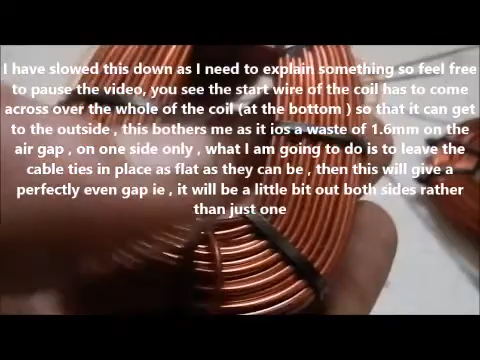 I have slowed this down as I need to explain something so feel free
to pause the video, you see the start wire of the coil has to come
across over the whole of the coil (at the bottom ) so that it can get
to the outside , this bothers me as it ios a waste of 1.6mm on the
air gap , on one side only , what I am going to do is to leave the
cable ties in place as flat as they can be , then this will give a
perfectly even gap ie , it will be a little bit out both sides rather
than just one